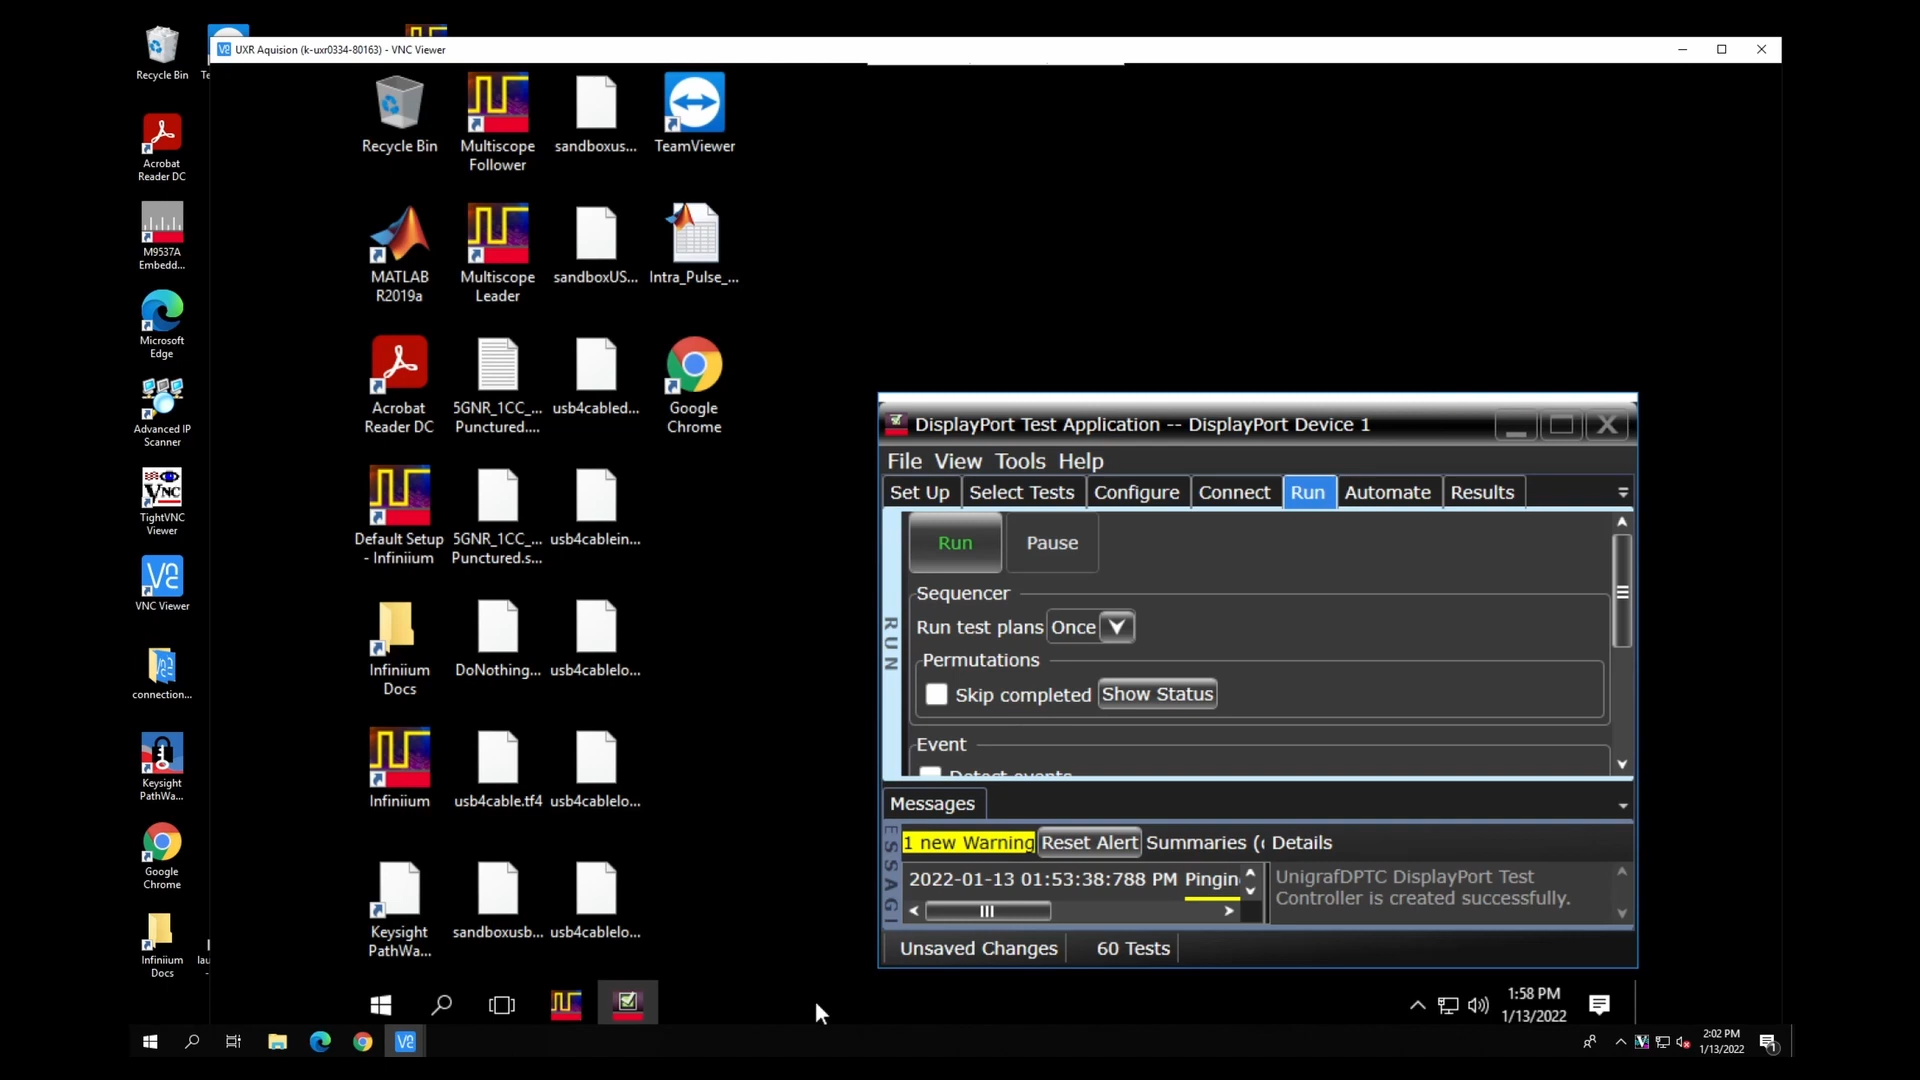 UXR Aquision (k-uxr0334-80163) - VNC Viewer
Recycle Bin
Te
Acrobat
Reader DC
M9537A
Embedd...
Microsoft
Edge
Advanced IP
Scanner
TightVNC
Viewer
VNC Viewer
connection...
Keysight
PathWa...
Google
Chrome
Infiniium
Docs
lau
Recycle Bin
Multiscope
Follower
sandboxus...
TeamViewer
MATLAB
R2019a
Multiscope
Leader
sandboxUS...
Intra_Pulse_...
Acrobat
Reader DC
5GNR_1CC_...
Punctured....
usb4cabled...
Google
Chrome
Default Setup
- Infiniium
5GNR_1CC_...
Punctured.s...
usb4cablein...
Infiniium
Docs
DoNothing...
usb4cablelo...
Infiniium
usb4cable.tf4
usb4cablelo...
Keysight
PathWa...
sandboxusb...
usb4cablelo...
DisplayPort Test Application -- DisplayPort Device 1
File View Tools Help
Set Up Select Tests Configure Connect Run Automate Results
RUN
Run Pause
Sequencer
Run test plans Once
Permutations
Skip completed Show Status
Event
Detect events
Messages
ESSAGI
1 new Warning Reset Alert Summaries ( Details
2022-01-13 01:53:38:788 PM Pingin
UnigrafDPTC DisplayPort Test
Controller is created successfully.
Unsaved Changes 60 Tests
1:58 PM
1/13/2022
2:02 PM
1/13/2022
1